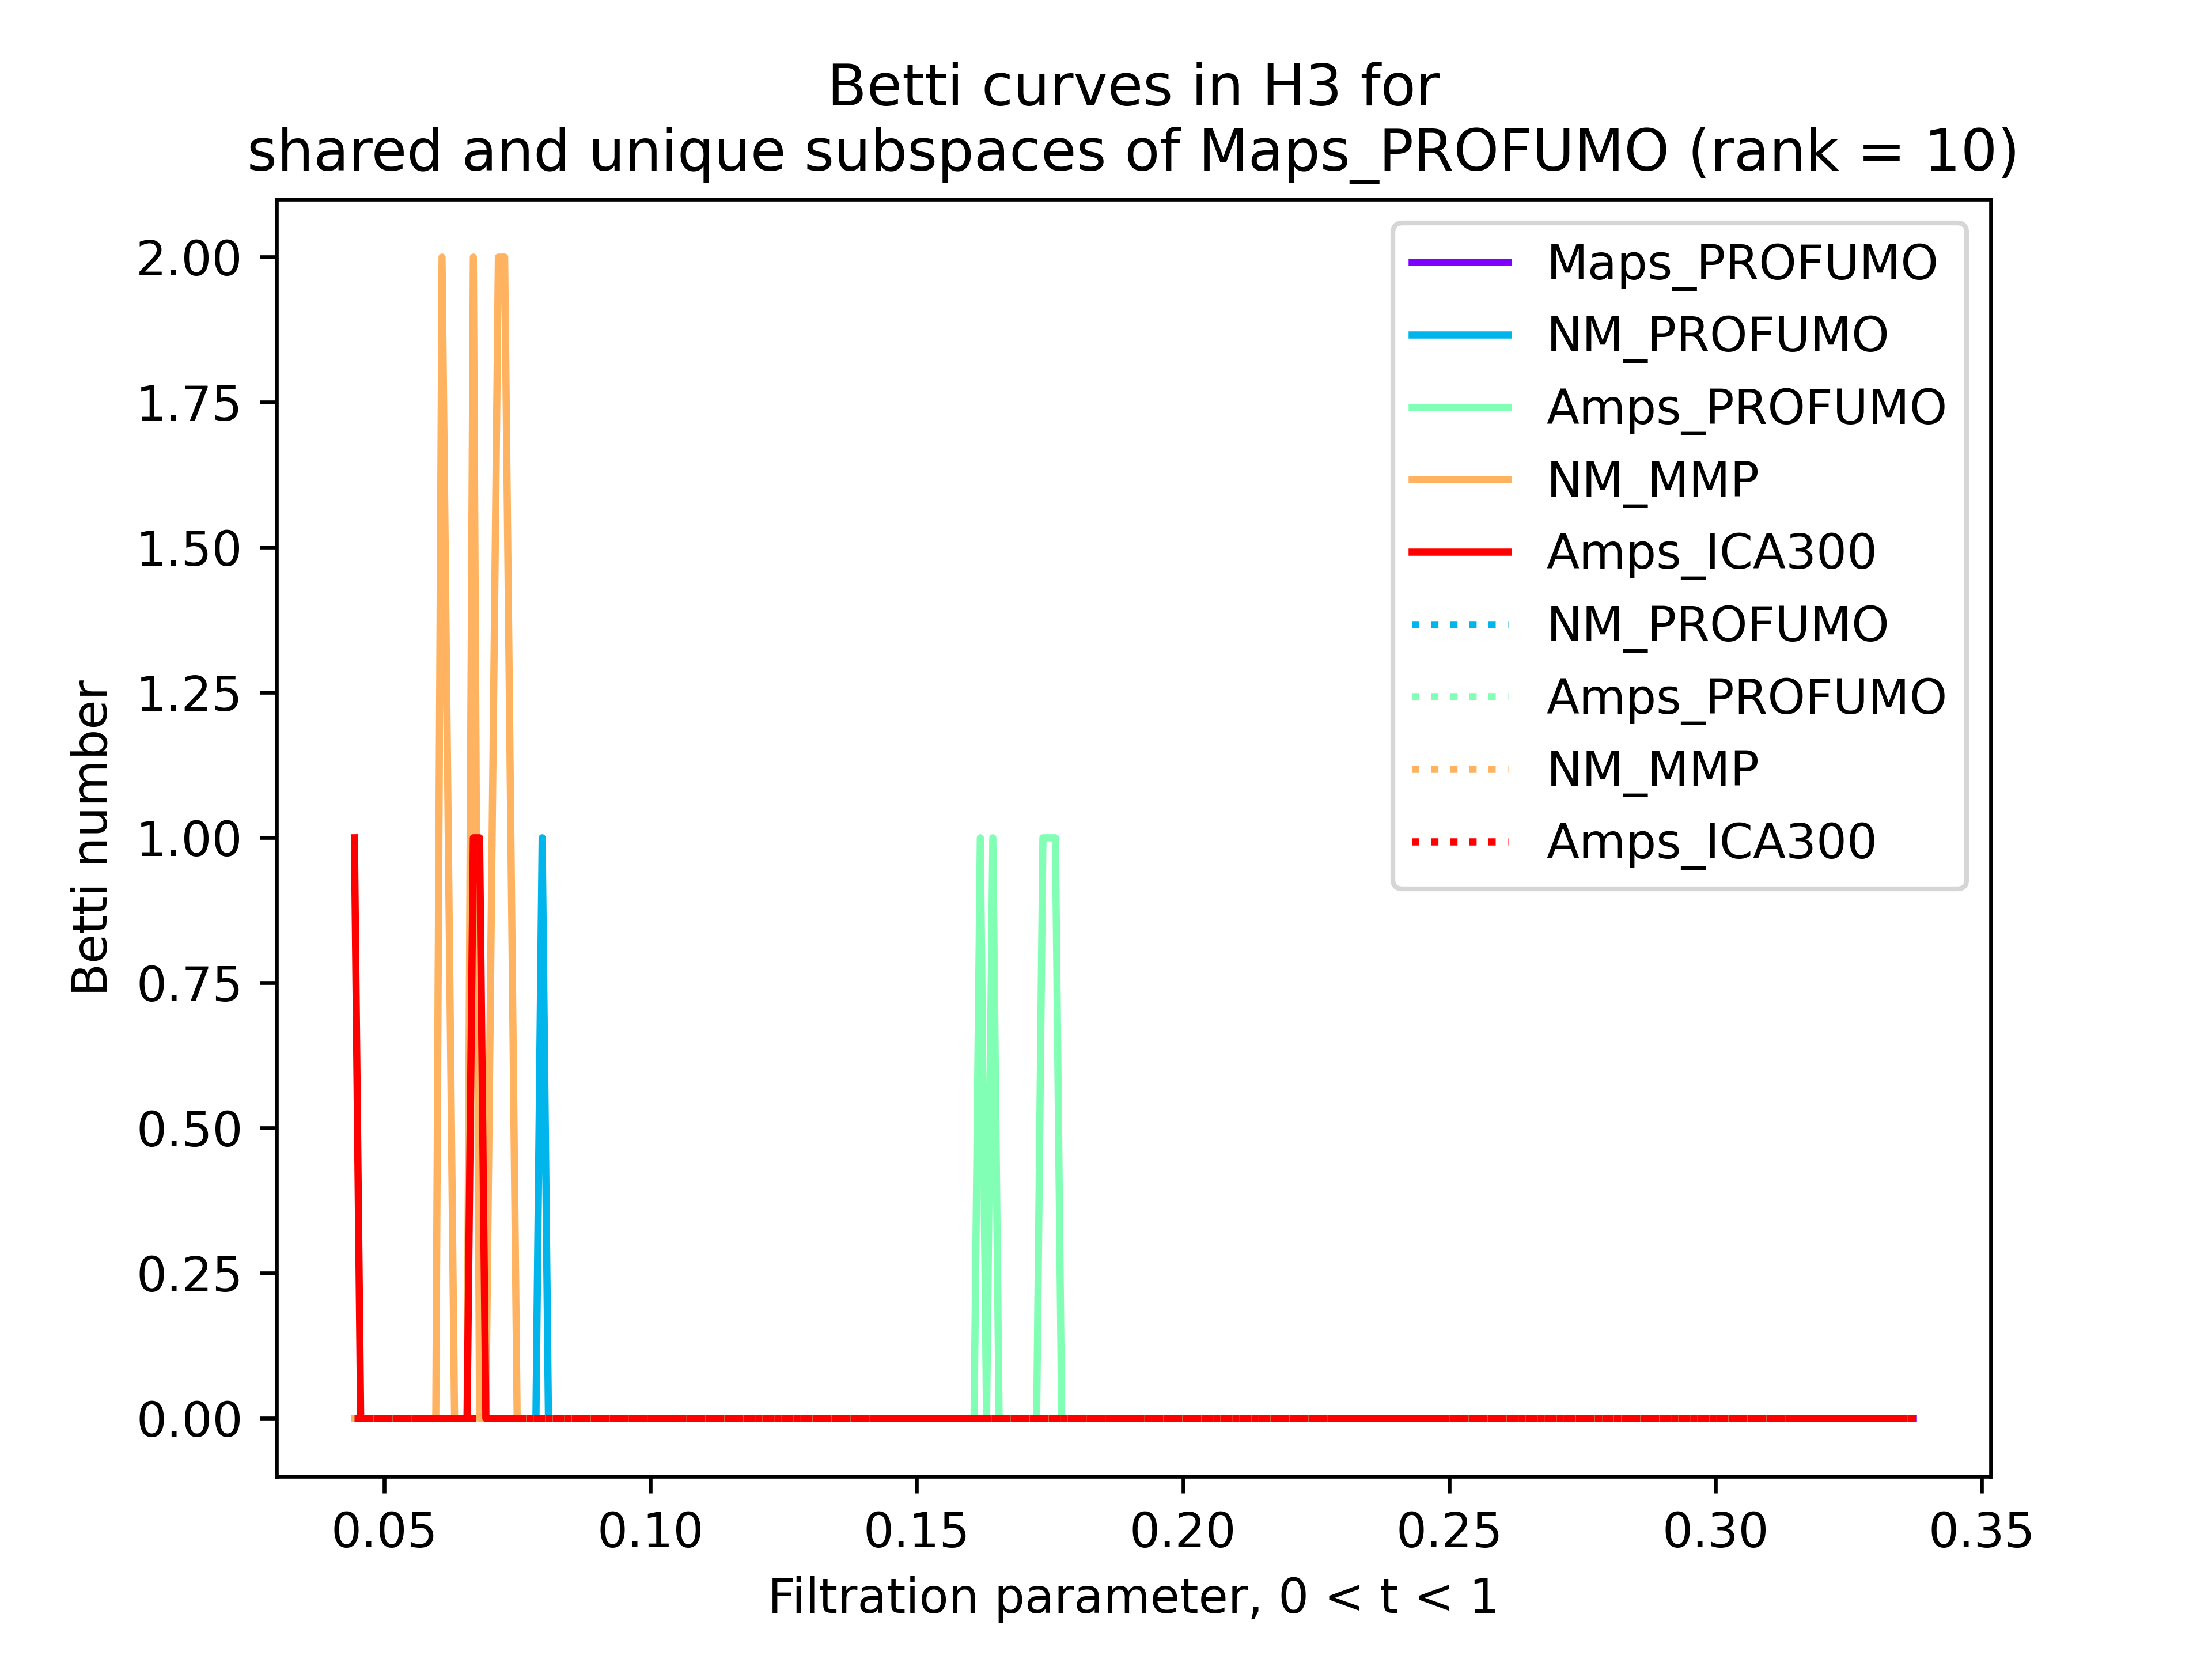 Betti curves in H3 for
shared and unique subspaces of Maps_PROFUMO (rank = 10)
Maps_PROFUMO
NM_PROFUMO
Amps_PROFUMO
NM_MMP
Amps_ICA300
NM_PROFUMO
Amps_PROFUMO
NM_MMP
Amps_ICA300
2.00
1.75
1.50
1.25
1.00
0.75
0.50
0.25
0.00
Betti number
0.05 0.10 0.15 0.20 0.25 0.30 0.35
Filtration parameter, 0 < t < 1